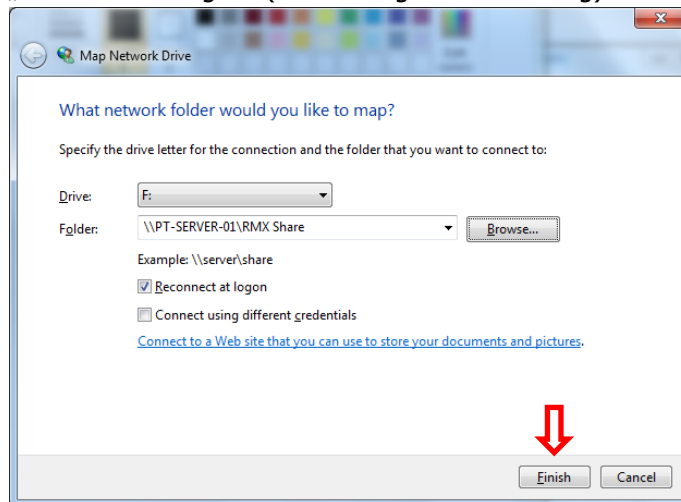 Map Network Drive
What network folder would you like to map?
Specify the drive letter for the connection and the folder that you want to connect to:
Drive: F:
Folder: \\PT-SERVER-01\RMX Share Browse...
Example: \\server\share
Reconnect at logon
Connect using different credentials
Connect to a Web site that you can use to store your documents and pictures.
Finish Cancel